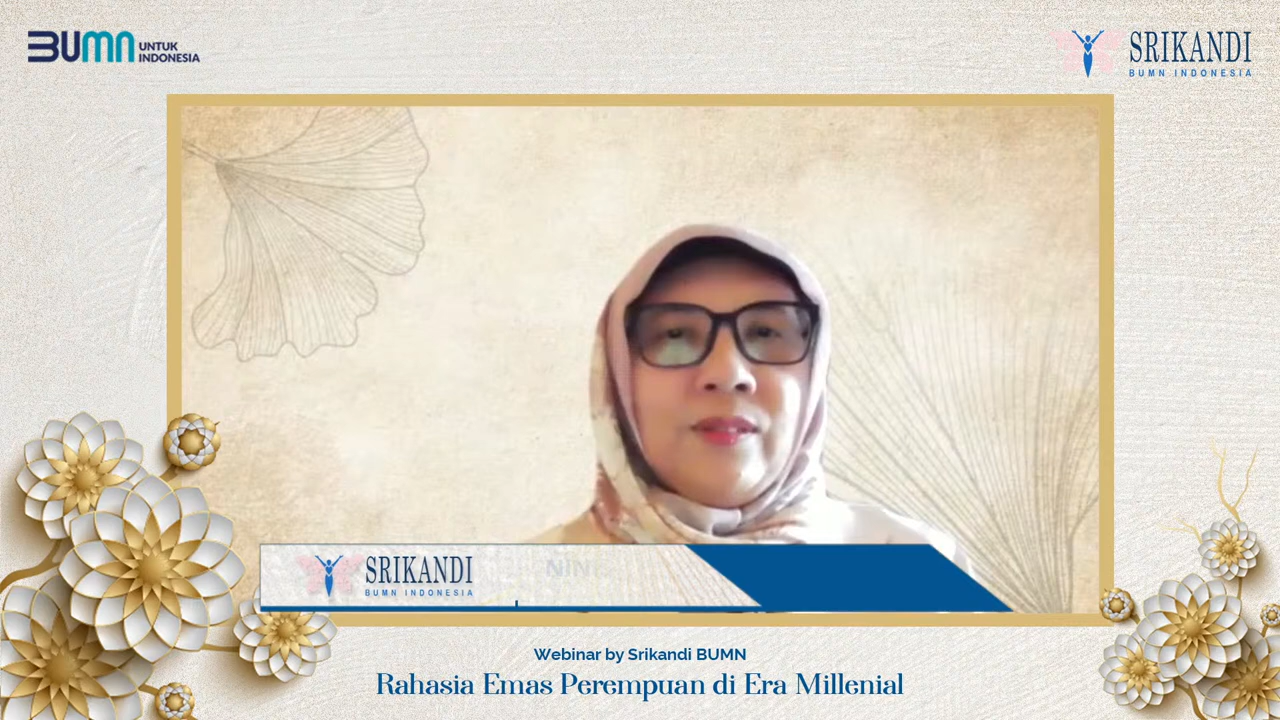 BUMN UNTUK INDONESIA
SRIKANDI
BUMN INDONESIA
SRIKANDI
BUMN INDONESIA
Webinar by Srikandi BUMN
Rahasia Emas Perempuan di Era Millenial